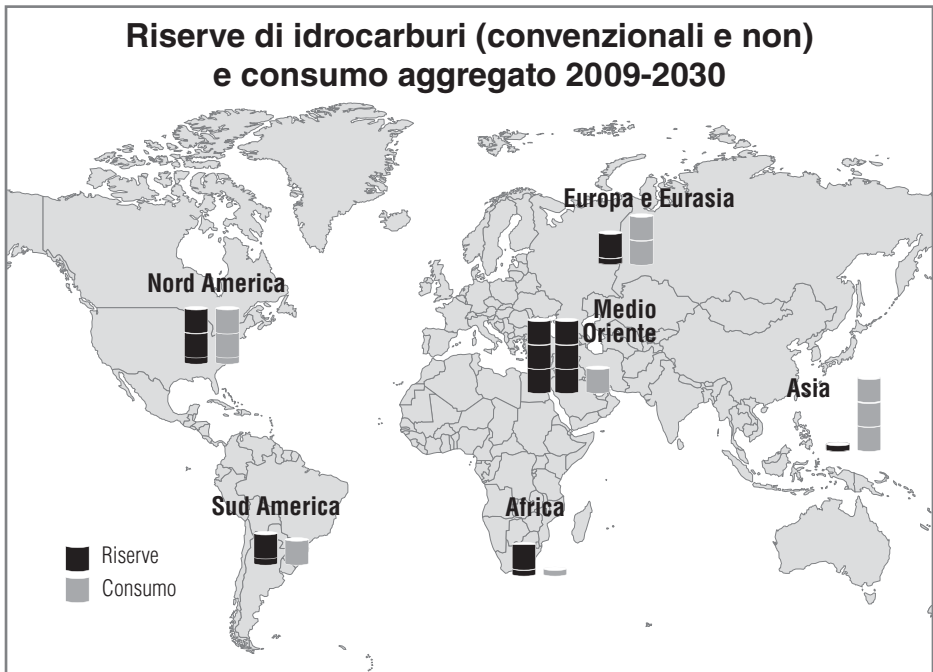 Riserve di idrocarburi (convenzionali e non)
e consumo aggregato 2009-2030
Europa e Eurasia
Nord America
Medio
Oriente
Asia
Sud America
Africa
Riserve
Consumo